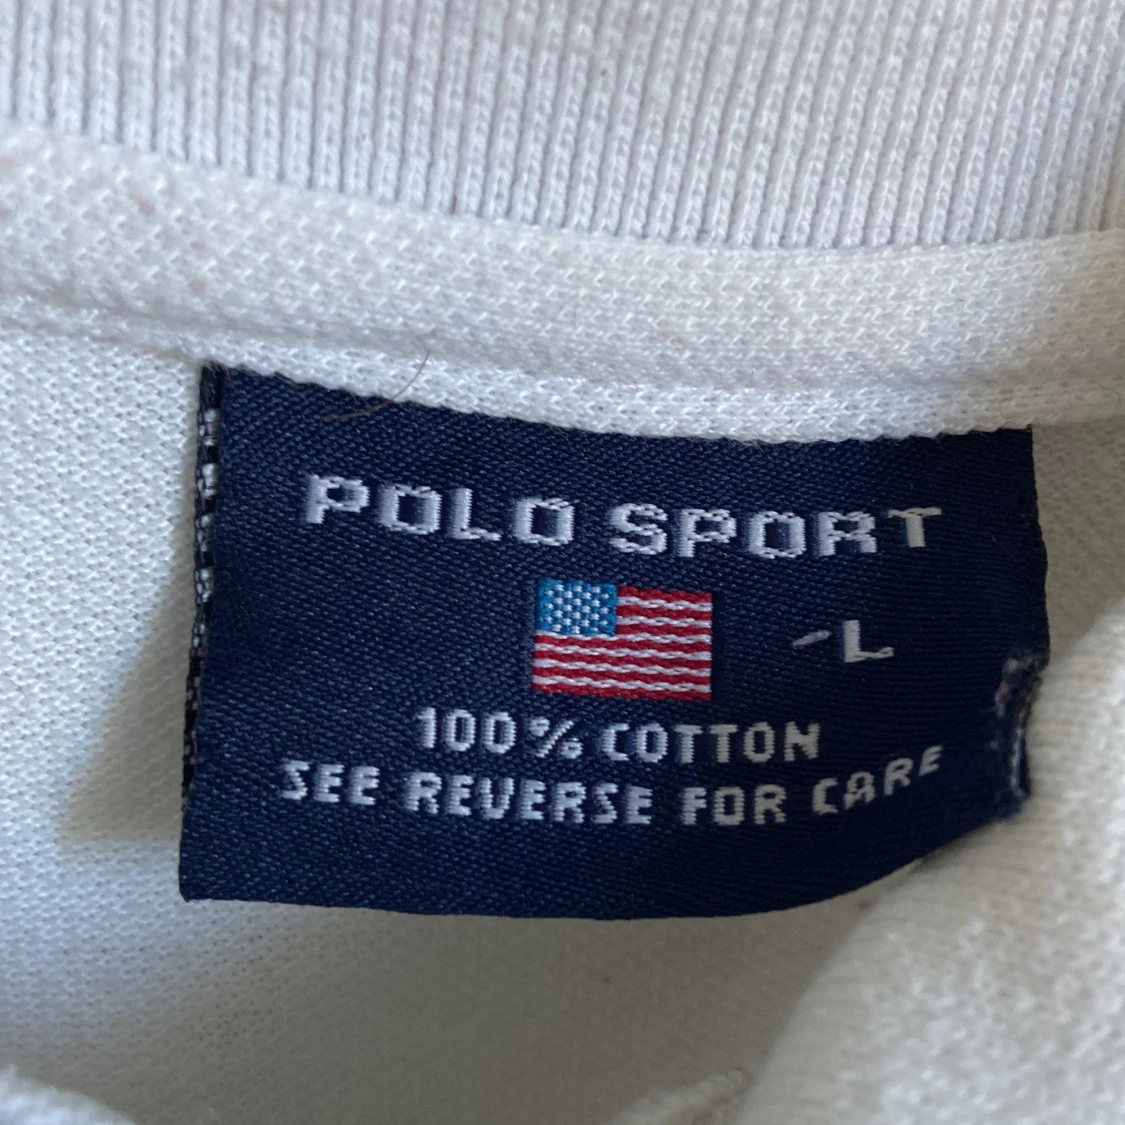 POLO SPORT
L
100% COTTON
SEE REVERSE FOR CARE